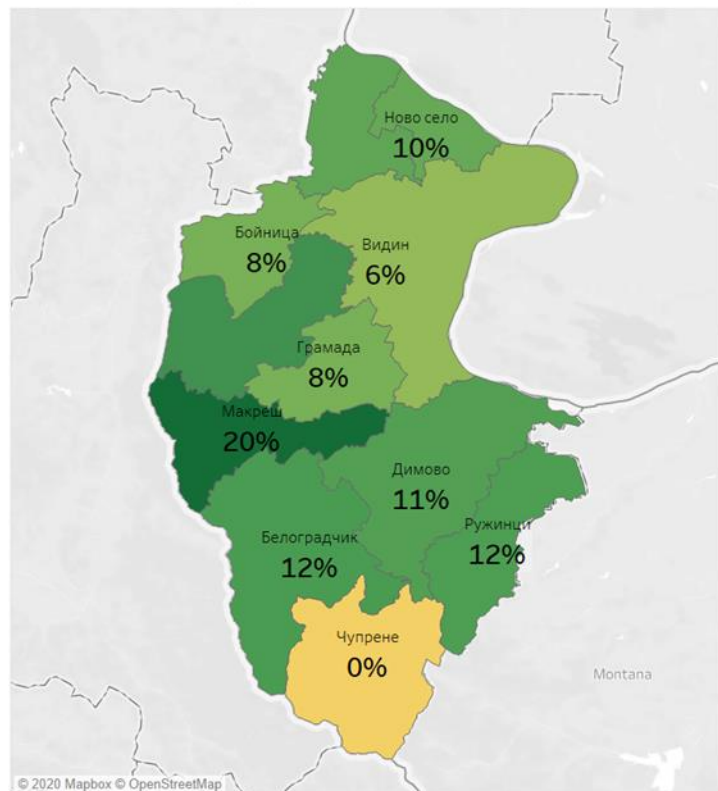 Ново село
10%
Бойница
8%
Видин
6%
Грамада
8%
Макреш
20%
Димово
11%
Ружинци
12%
Белоградчик
12%
Чупрене
0%
Montana
© 2020 Mapbox © OpenStreetMap